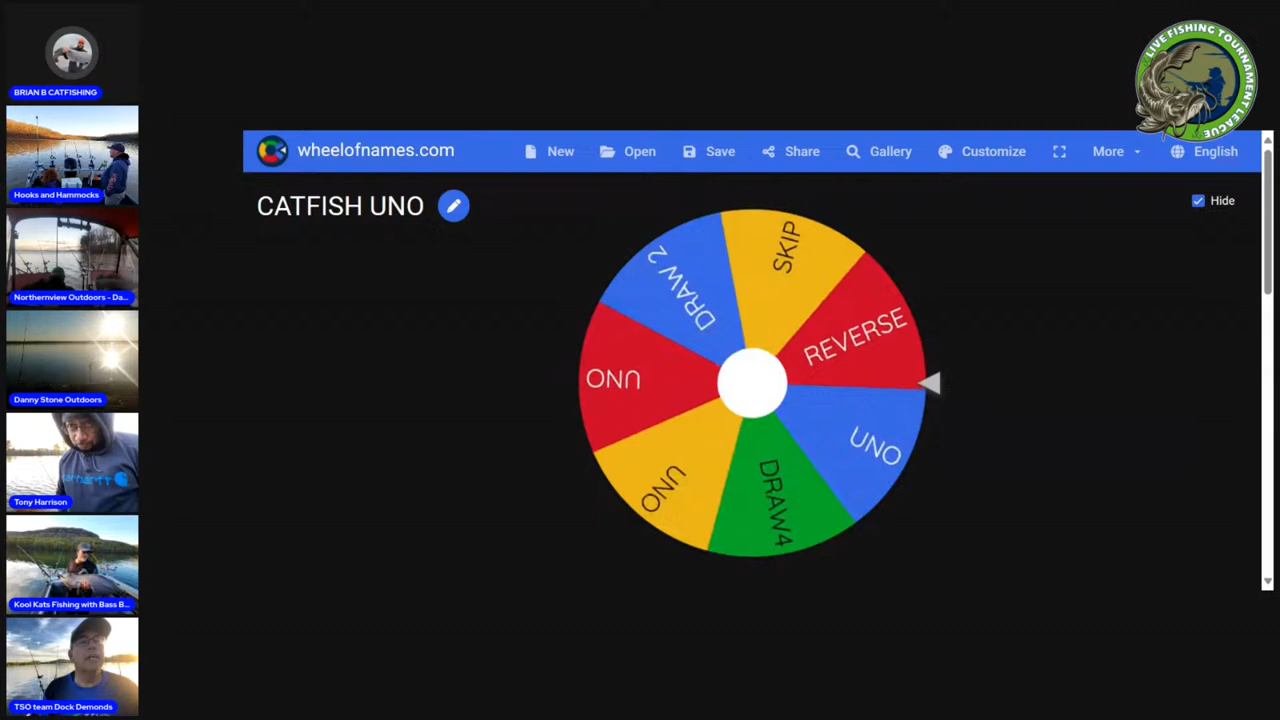 BRIAN B CATFISHING
Hooks and Hammocks
Northernview Outdoors - Da...
Danny Stone Outdoors
Tony Harrison
Kool Kats Fishing with Bass B...
TSO team Dock Demonds
LIVE FISHING TOURNAMENT LEAGUE
wheelofnames.com
New
Open
Save
Share
Gallery
Customize
More
English
CATFISH UNO
Hide
SKIP
REVERSE
UNO
DRAW4
UNO
UNO
DRAW 2